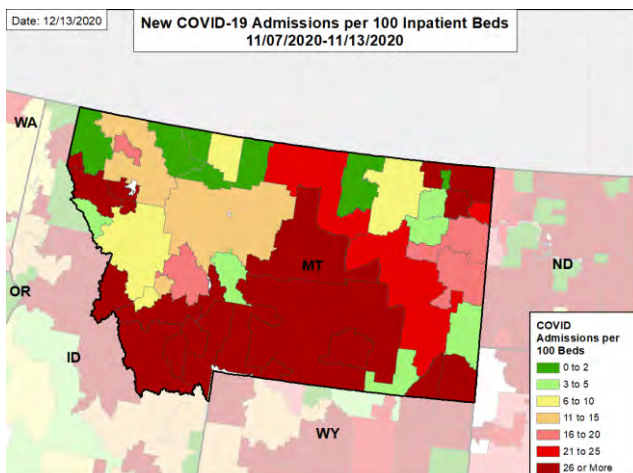 Date: 12/13/2020
New COVID-19 Admissions per 100 Inpatient Beds
11/07/2020-11/13/2020
WA
MT
ND
OR
ID
WY
COVID
Admissions per
100 Beds
0 to 2
3 to 5
6 to 10
11 to 15
16 to 20
21 to 25
26 or More